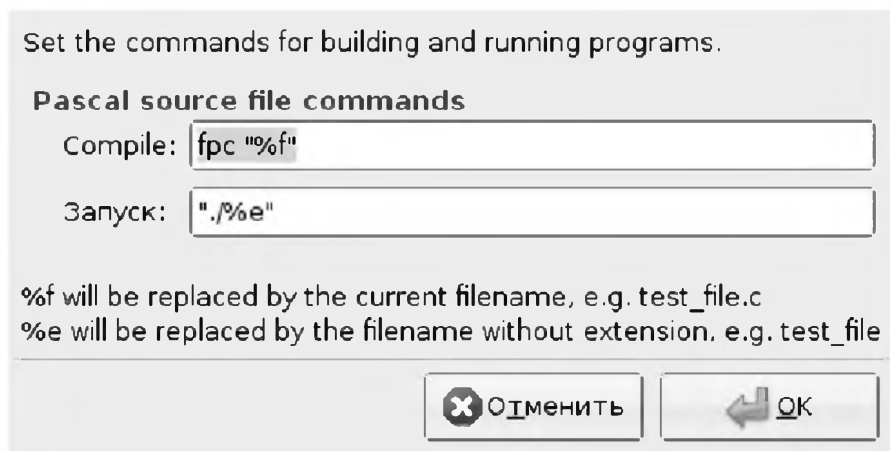 Set the commands for building and running programs.
Pascal source file commands
Compile: fpc "%f"
Запуск: "./%e"
%f will be replaced by the current filename, e.g. test_file.c
%e will be replaced by the filename without extension, e.g. test_file
Отменить OK